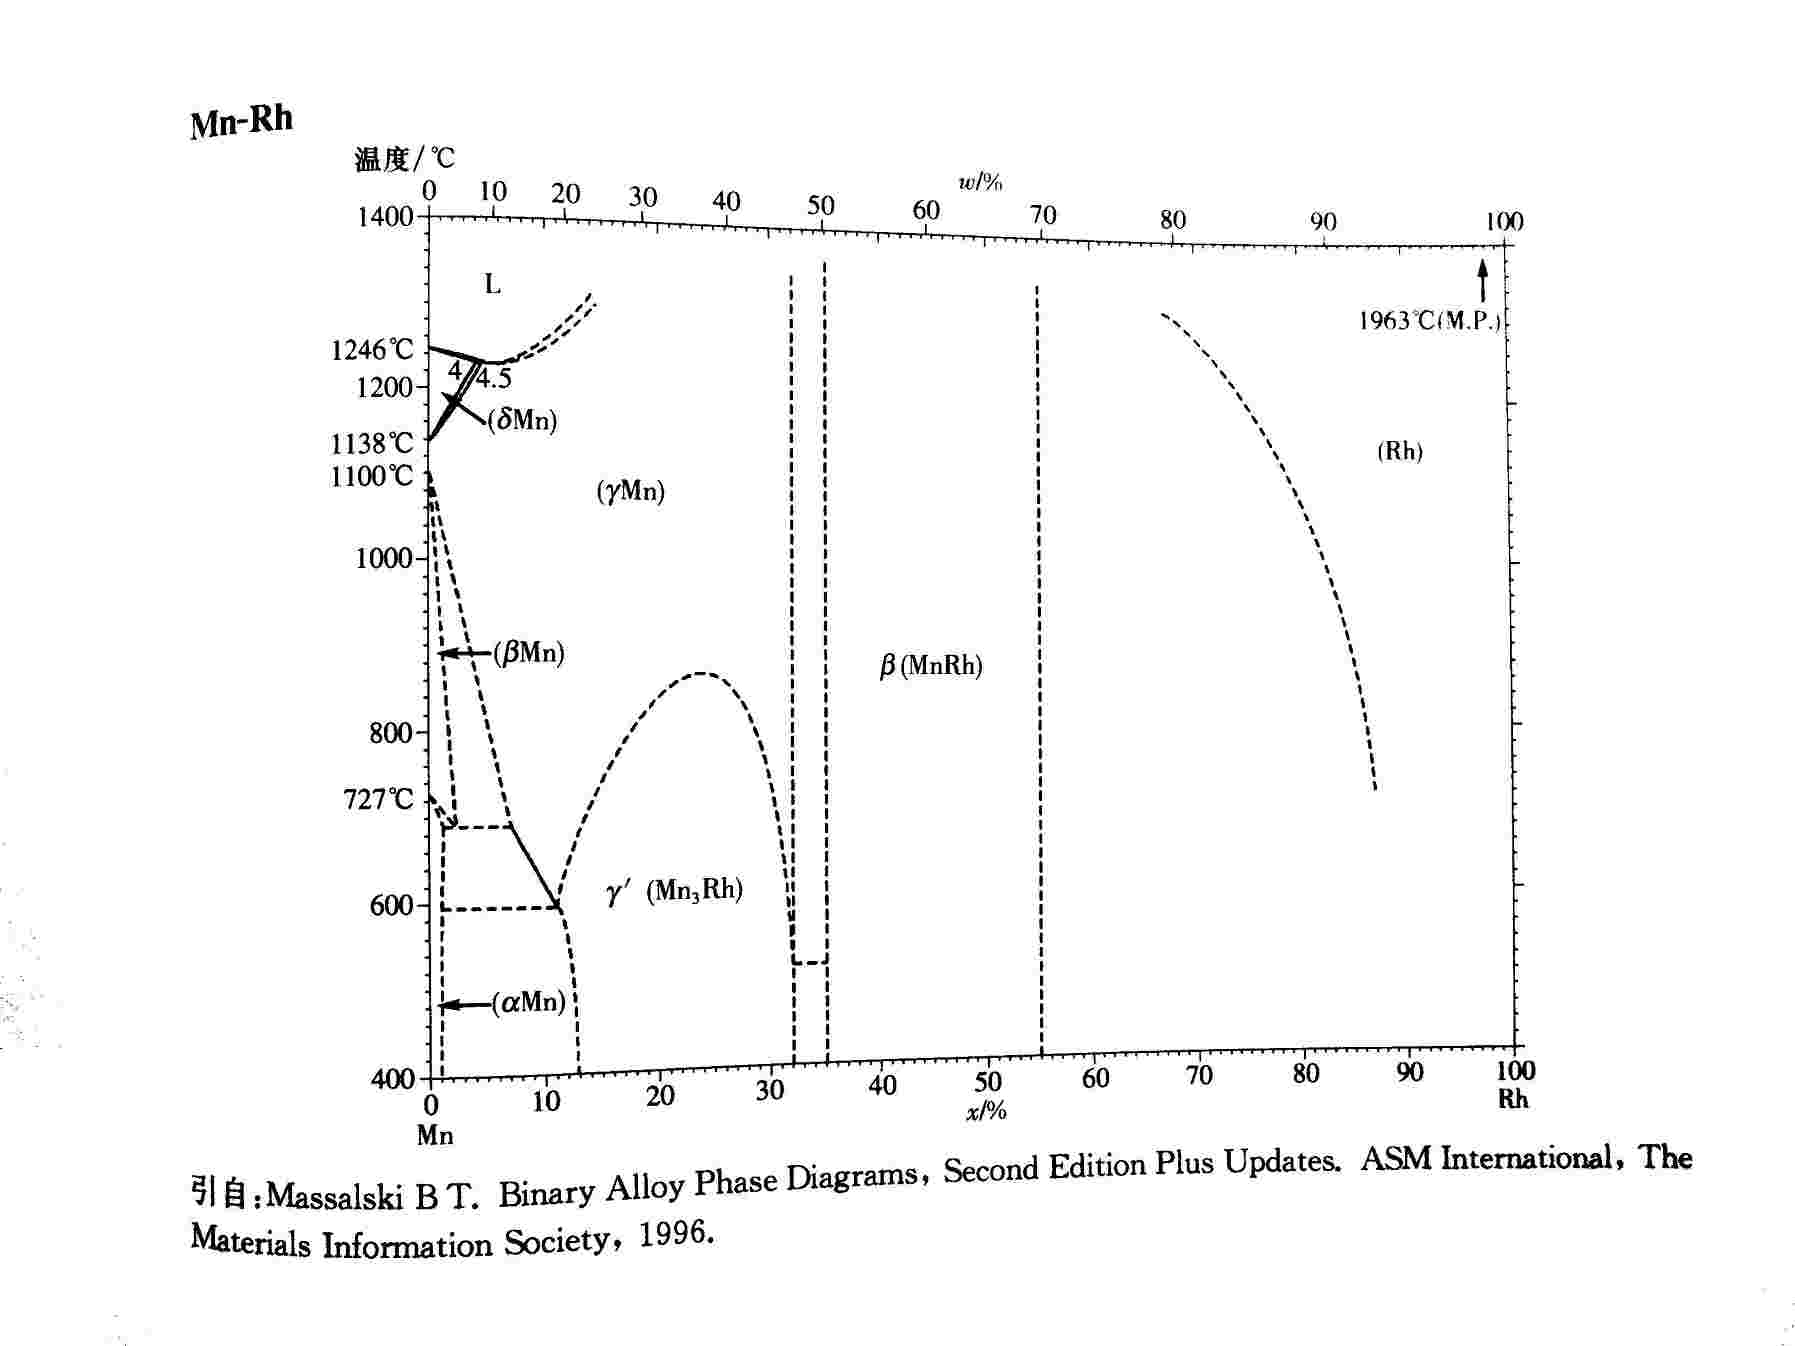 Mn-Rh
温度/℃
w/%
0 10 20 30 40 50 60 70 80 90 100
1400
L
1963℃(M.P.)
1246℃
4 4.5
1200
(δMn)
1138℃
(Rh)
1100℃
(γMn)
1000
(βMn)
β(MnRh)
800
727℃
600
γ′ (Mn₃Rh)
(αMn)
400
0 10 20 30 40 50 60 70 80 90 100
Mn x/% Rh
引自:Massalski B T. Binary Alloy Phase Diagrams, Second Edition Plus Updates. ASM International, The
Materials Information Society, 1996.